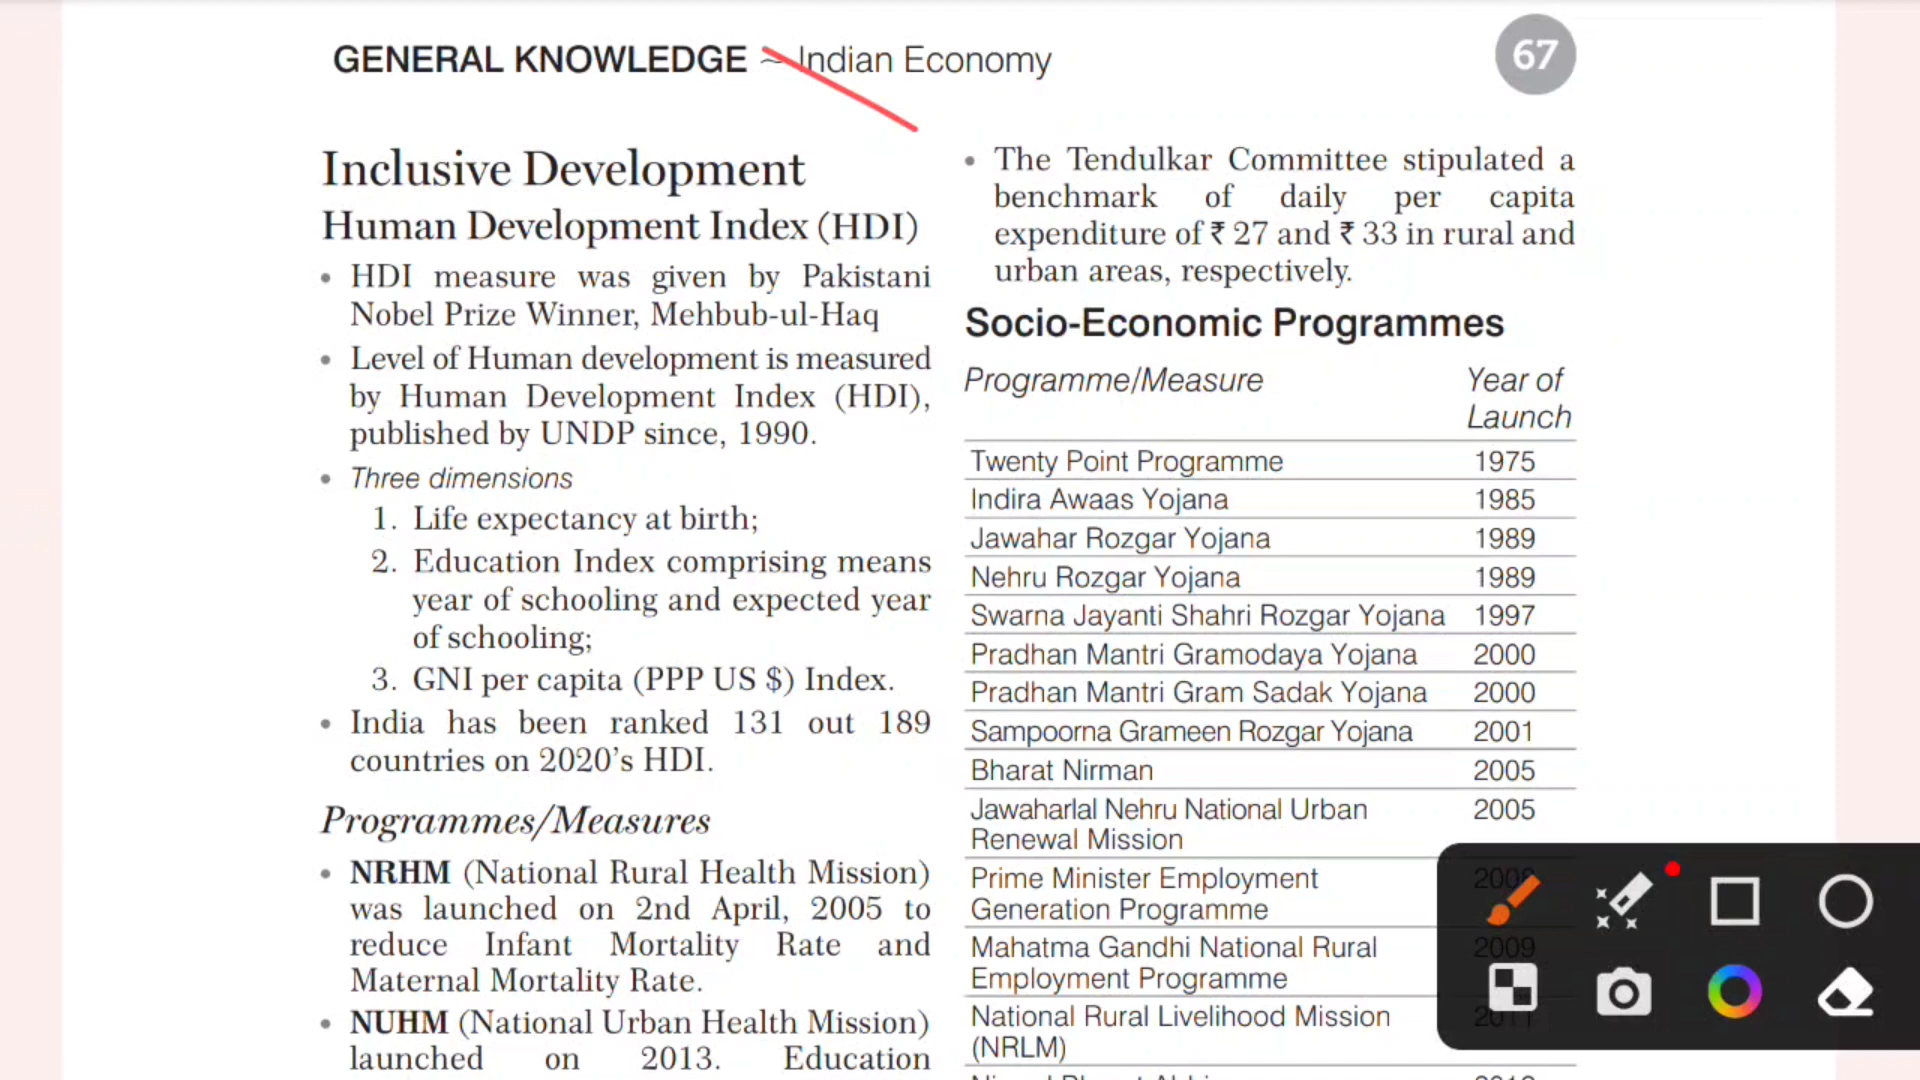 GENERAL KNOWLEDGE ~ Indian Economy
67
Inclusive Development
Human Development Index (HDI)
• HDI measure was given by Pakistani
Nobel Prize Winner, Mehbub-ul-Haq
• Level of Human development is measured
by Human Development Index (HDI),
published by UNDP since, 1990.
• Three dimensions
1. Life expectancy at birth;
2. Education Index comprising means
year of schooling and expected year
of schooling;
3. GNI per capita (PPP US $) Index.
• India has been ranked 131 out 189
countries on 2020's HDI.
Programmes/Measures
• NRHM (National Rural Health Mission)
was launched on 2nd April, 2005 to
reduce Infant Mortality Rate and
Maternal Mortality Rate.
• NUHM (National Urban Health Mission)
launched on 2013. Education
• The Tendulkar Committee stipulated a
benchmark of daily per capita
expenditure of ₹ 27 and ₹ 33 in rural and
urban areas, respectively.
Socio-Economic Programmes
Programme/Measure Year of
Launch
Twenty Point Programme 1975
Indira Awaas Yojana 1985
Jawahar Rozgar Yojana 1989
Nehru Rozgar Yojana 1989
Swarna Jayanti Shahri Rozgar Yojana 1997
Pradhan Mantri Gramodaya Yojana 2000
Pradhan Mantri Gram Sadak Yojana 2000
Sampoorna Grameen Rozgar Yojana 2001
Bharat Nirman 2005
Jawaharlal Nehru National Urban 2005
Renewal Mission
Prime Minister Employment
Generation Programme
Mahatma Gandhi National Rural 2009
Employment Programme
National Rural Livelihood Mission
(NRLM)